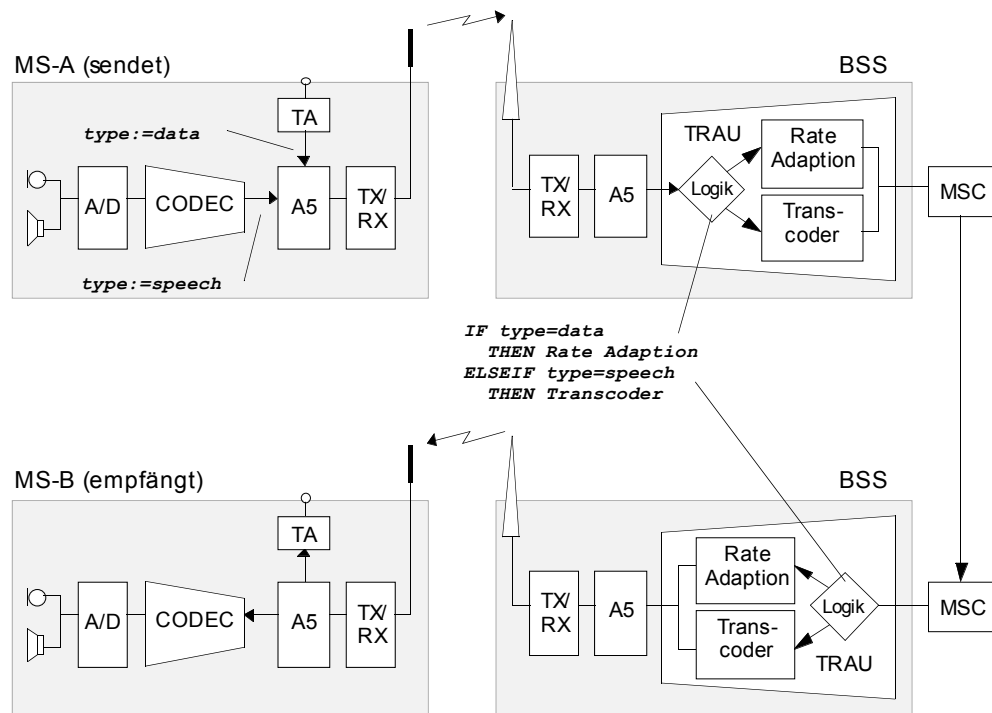 MS-A (sendet)
BSS
TA
type:=data
TRAU
Rate
Adaption
A/D
CODEC
A5
TX/
RX
TX/
RX
A5
Logik
Trans-
coder
MSC
type:=speech
IF type=data
THEN Rate Adaption
ELSEIF type=speech
THEN Transcoder
MS-B (empfängt)
BSS
TA
Rate
Adaption
A/D
CODEC
A5
TX/
RX
TX/
RX
A5
Trans-
coder
Logik
MSC
TRAU